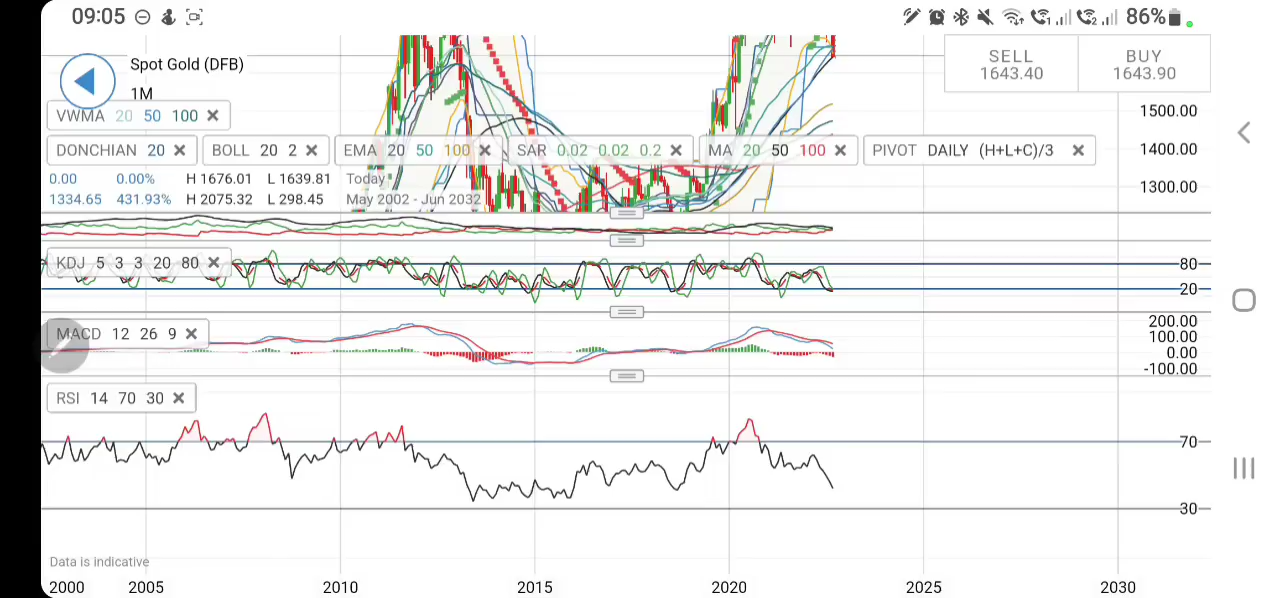 09:05
86%
Spot Gold (DFB)
1M
SELL
1643.40
BUY
1643.90
VWMA 20 50 100
DONCHIAN 20
BOLL 20 2
EMA 20 50 100
SAR 0.02 0.02 0.2
MA 20 50 100
PIVOT DAILY (H+L+C)/3
0.00 0.00% H 1676.01 L 1639.81 Today
1334.65 431.93% H 2075.32 L 298.45 May 2002 - Jun 2032
1500.00
1400.00
1300.00
KDJ 5 3 3 20 80
80
20
MACD 12 26 9
200.00
100.00
0.00
-100.00
RSI 14 70 30
70
30
Data is indicative
2000 2005 2010 2015 2020 2025 2030